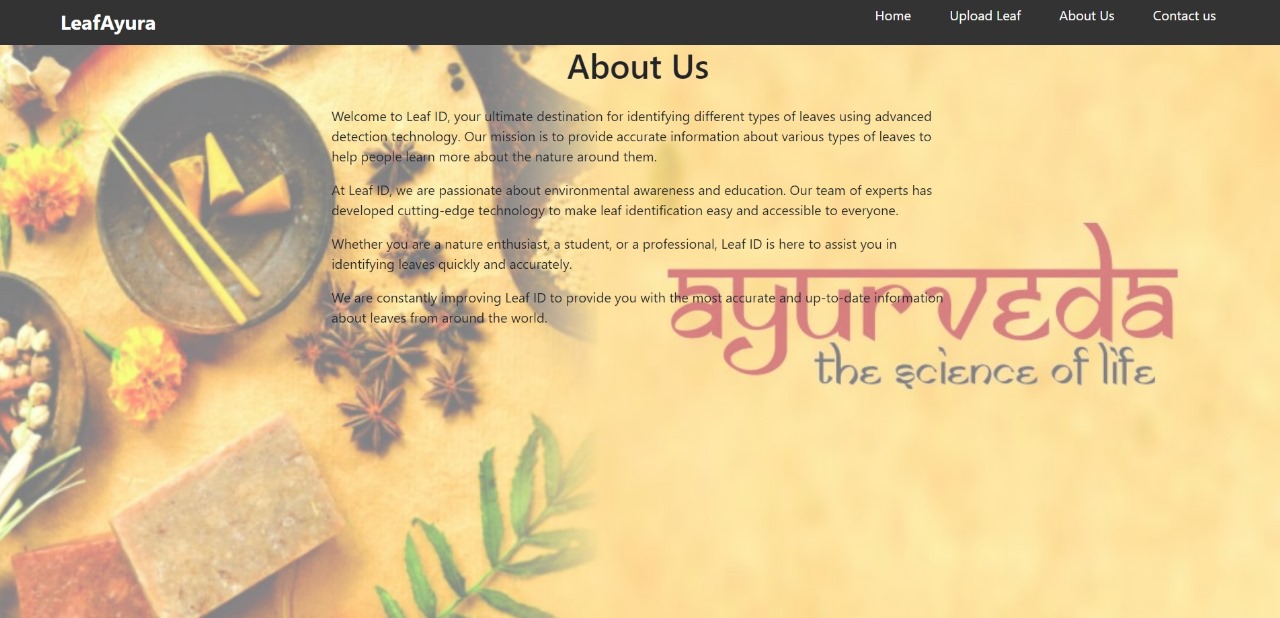 LeafAyura
Home Upload Leaf About Us Contact us
About Us
Welcome to Leaf ID, your ultimate destination for identifying different types of leaves using advanced
detection technology. Our mission is to provide accurate information about various types of leaves to
help people learn more about the nature around them.
At Leaf ID, we are passionate about environmental awareness and education. Our team of experts has
developed cutting-edge technology to make leaf identification easy and accessible to everyone.
Whether you are a nature enthusiast, a student, or a professional, Leaf ID is here to assist you in
identifying leaves quickly and accurately.
We are constantly improving Leaf ID to provide you with the most accurate and up-to-date information
about leaves from around the world.
ayurveda
the science of life